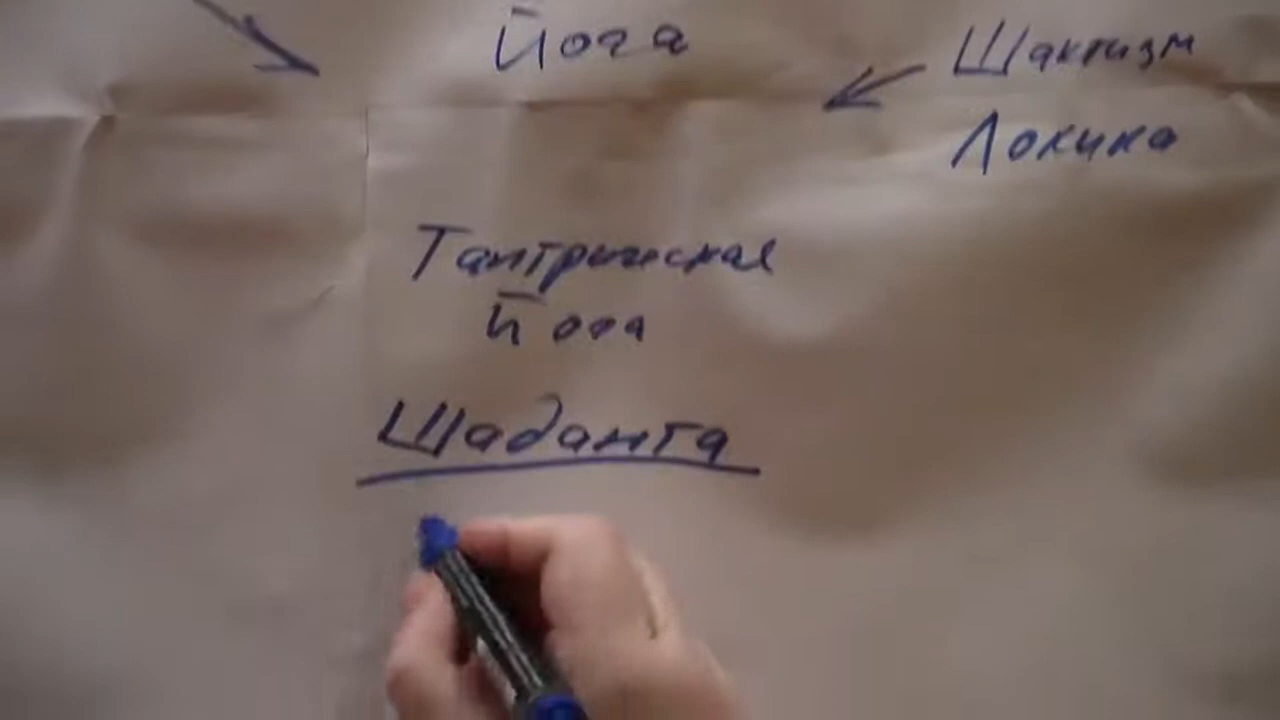 Йога
Шактизм
Локика
Тантрическая
Йога
Шаданга